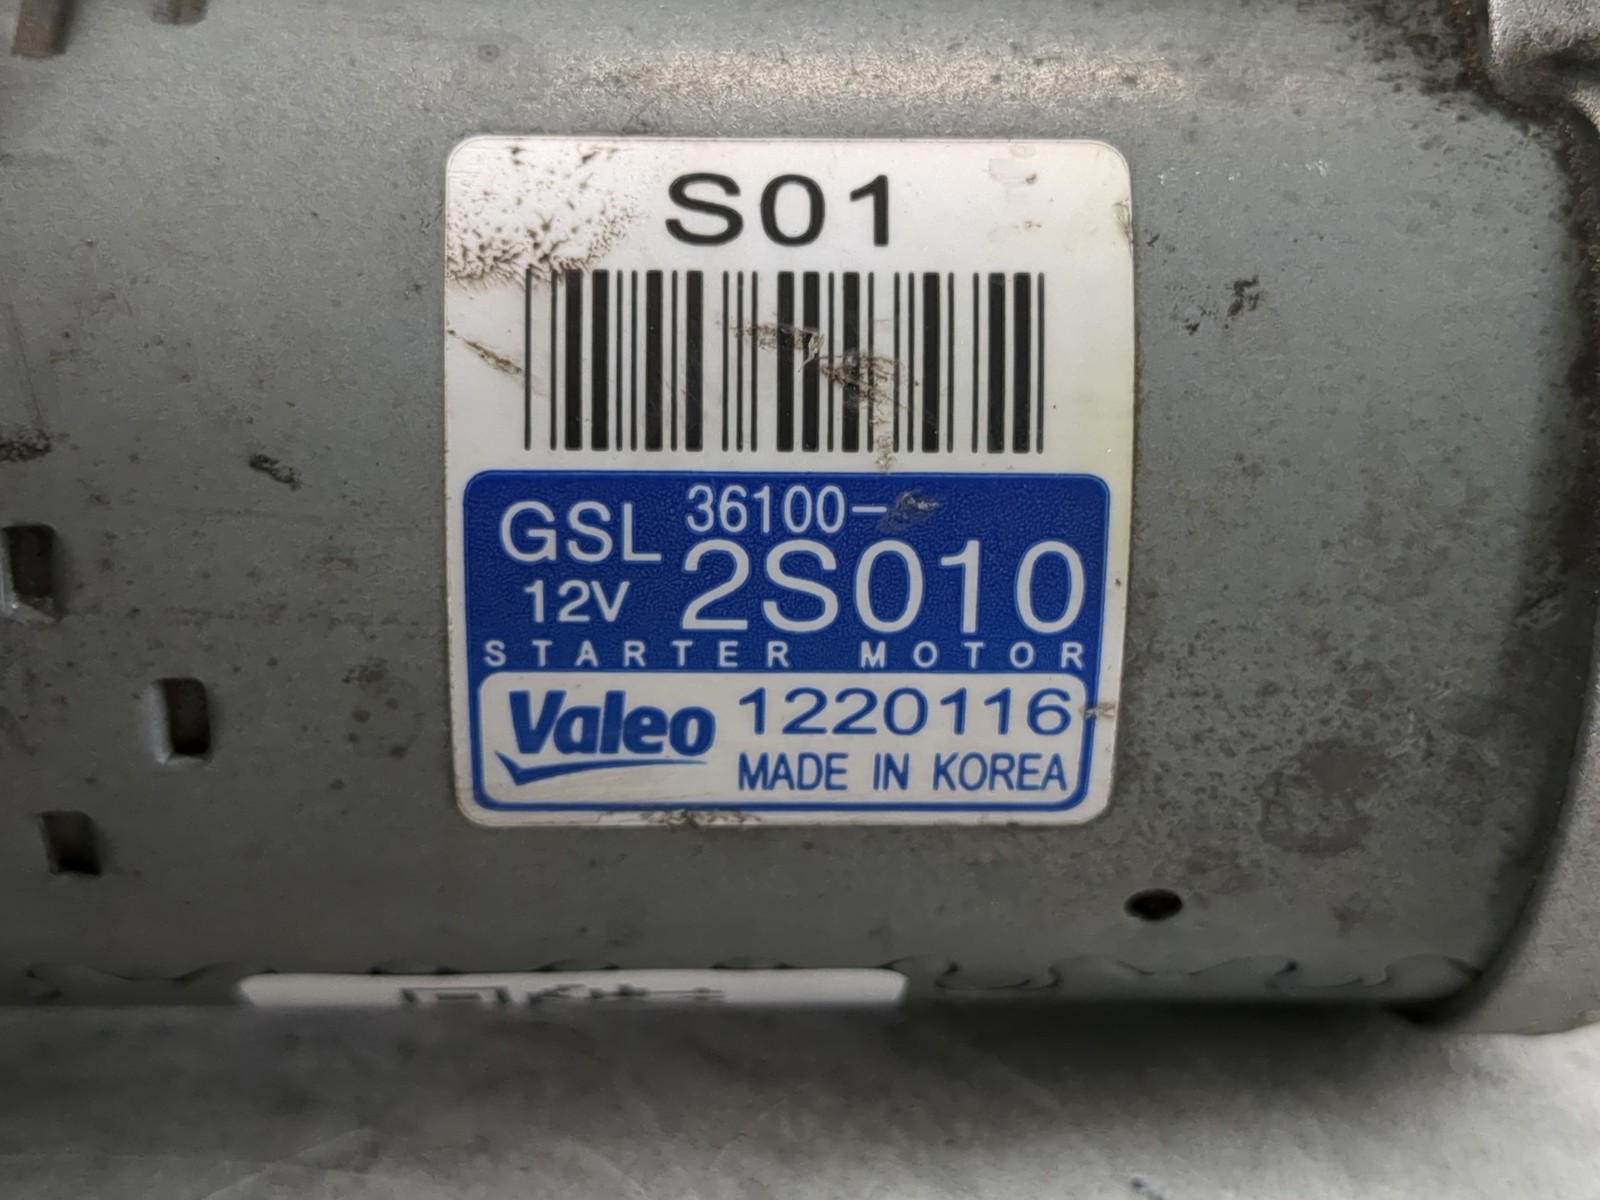 S01
GSL 36100-
12V 2S010
STARTER MOTOR
Valeo 1220116
MADE IN KOREA